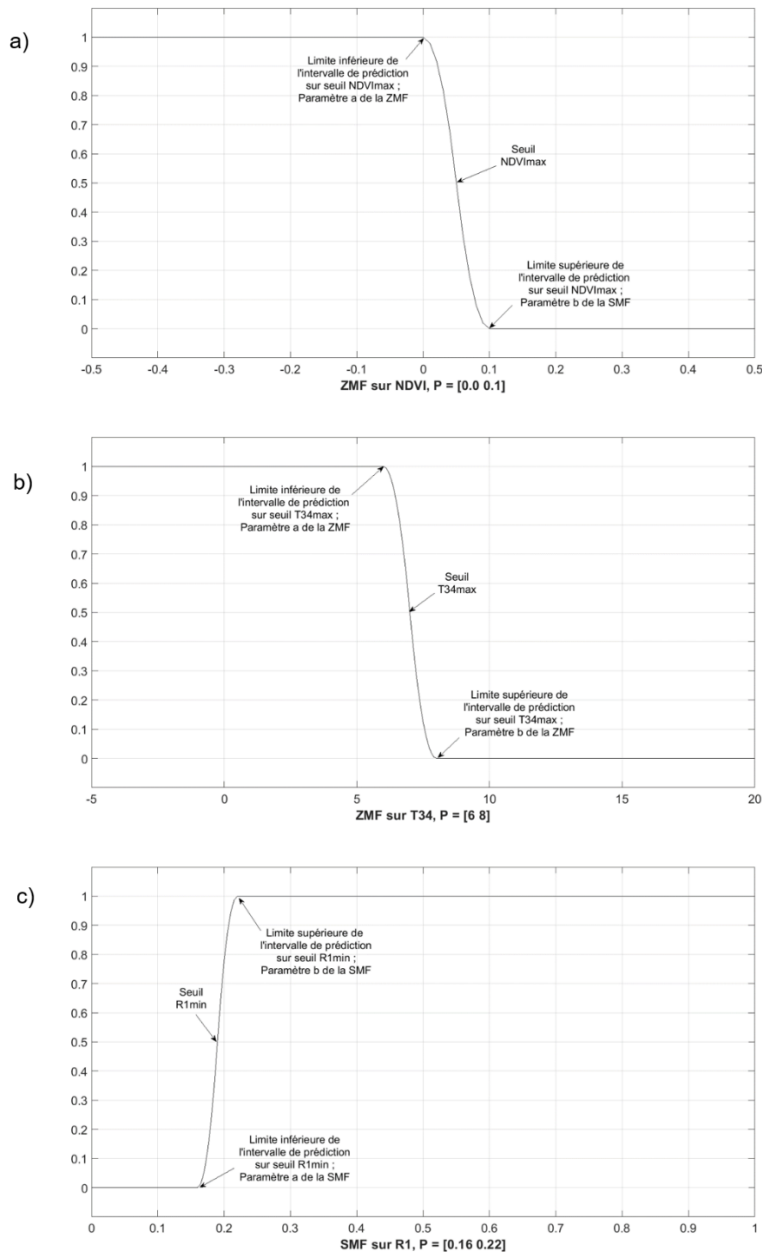 a)
1
0.9
0.8
0.7
0.6
0.5
0.4
0.3
0.2
0.1
0
Limite inférieure de
l'intervalle de prédiction
sur seuil NDVImax ;
Paramètre a de la ZMF
Seuil
NDVImax
Limite supérieure de
l'intervalle de prédiction
sur seuil NDVImax ;
Paramètre b de la SMF
-0.5 -0.4 -0.3 -0.2 -0.1 0 0.1 0.2 0.3 0.4 0.5
ZMF sur NDVI, P = [0.0 0.1]
b)
1
0.9
0.8
0.7
0.6
0.5
0.4
0.3
0.2
0.1
0
Limite inférieure de
l'intervalle de prédiction
sur seuil T34max ;
Paramètre a de la ZMF
Seuil
T34max
Limite supérieure de
l'intervalle de prédiction
sur seuil T34max ;
Paramètre b de la ZMF
-5 0 5 10 15 20
ZMF sur T34, P = [6 8]
c)
1
0.9
0.8
0.7
0.6
0.5
0.4
0.3
0.2
0.1
0
Limite supérieure de
l'intervalle de prédiction
sur seuil R1min ;
Paramètre b de la SMF
Seuil
R1min
Limite inférieure de
l'intervalle de prédiction
sur seuil R1min ;
Paramètre a de la SMF
0 0.1 0.2 0.3 0.4 0.5 0.6 0.7 0.8 0.9 1
SMF sur R1, P = [0.16 0.22]